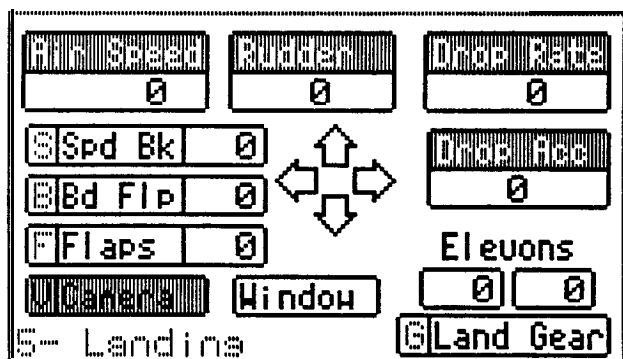 Air Speed Rudder Drop Rate
0 0 0
S Spd Bk 0
Drop Acc
0
B Bd Flp 0
F Flaps 0
Elevons
0 0
V Camera Window
G Land Gear
5- Landing